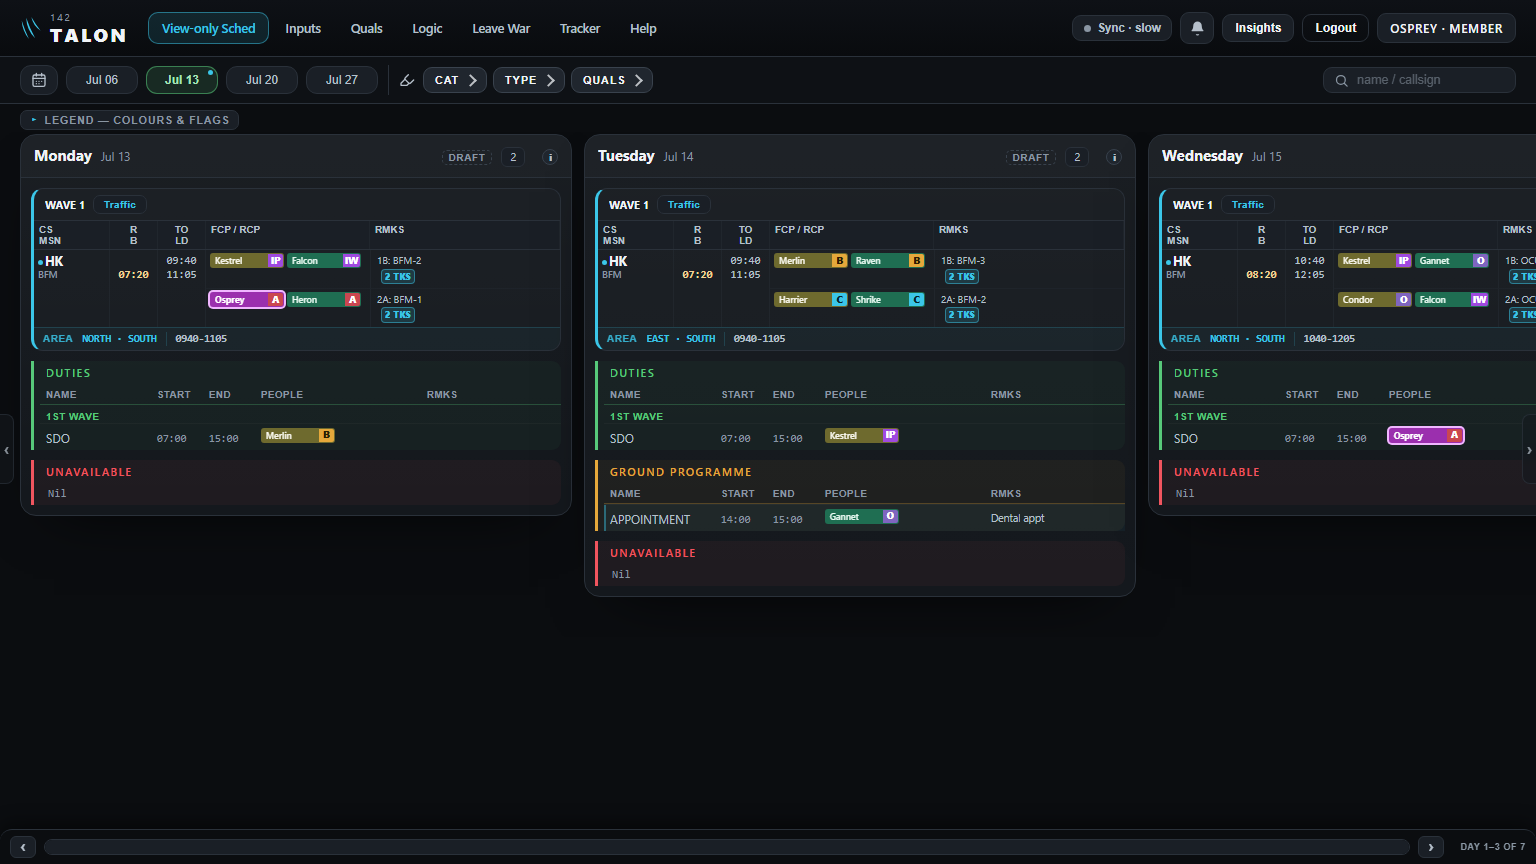 142
TALON
View-only Sched
Inputs
Quals
Logic
Leave War
Tracker
Help
Sync · slow
Insights
Logout
OSPREY · MEMBER
Jul 06
Jul 13
Jul 20
Jul 27
CAT
TYPE
QUALS
name / callsign
LEGEND — COLOURS & FLAGS
Monday Jul 13
DRAFT 2 i
WAVE 1 Traffic
CS R TO FCP / RCP RMKS
MSN B LD
HK 09:40 Kestrel IP Falcon IW 1B: BFM-2
BFM 07:20 11:05 2 TKS
Osprey A Heron A 2A: BFM-1
2 TKS
AREA NORTH · SOUTH 0940-1105
DUTIES
NAME START END PEOPLE RMKS
1ST WAVE
SDO 07:00 15:00 Merlin B
UNAVAILABLE
Nil
Tuesday Jul 14
DRAFT 2 i
WAVE 1 Traffic
CS R TO FCP / RCP RMKS
MSN B LD
HK 09:40 Merlin B Raven B 1B: BFM-3
BFM 07:20 11:05 2 TKS
Harrier C Shrike C 2A: BFM-2
2 TKS
AREA EAST · SOUTH 0940-1105
DUTIES
NAME START END PEOPLE RMKS
1ST WAVE
SDO 07:00 15:00 Kestrel IP
GROUND PROGRAMME
NAME START END PEOPLE RMKS
APPOINTMENT 14:00 15:00 Gannet O Dental appt
UNAVAILABLE
Nil
Wednesday Jul 15
WAVE 1 Traffic
CS R TO FCP / RCP RMKS
MSN B LD
HK 10:40 Kestrel IP Gannet O 1B:
BFM 08:20 12:05 2 TKS
Condor O Falcon IW 2A:
2 TKS
AREA NORTH · SOUTH 1040-1205
DUTIES
NAME START END PEOPLE
1ST WAVE
SDO 07:00 15:00 Osprey A
UNAVAILABLE
Nil
DAY 1–3 OF 7